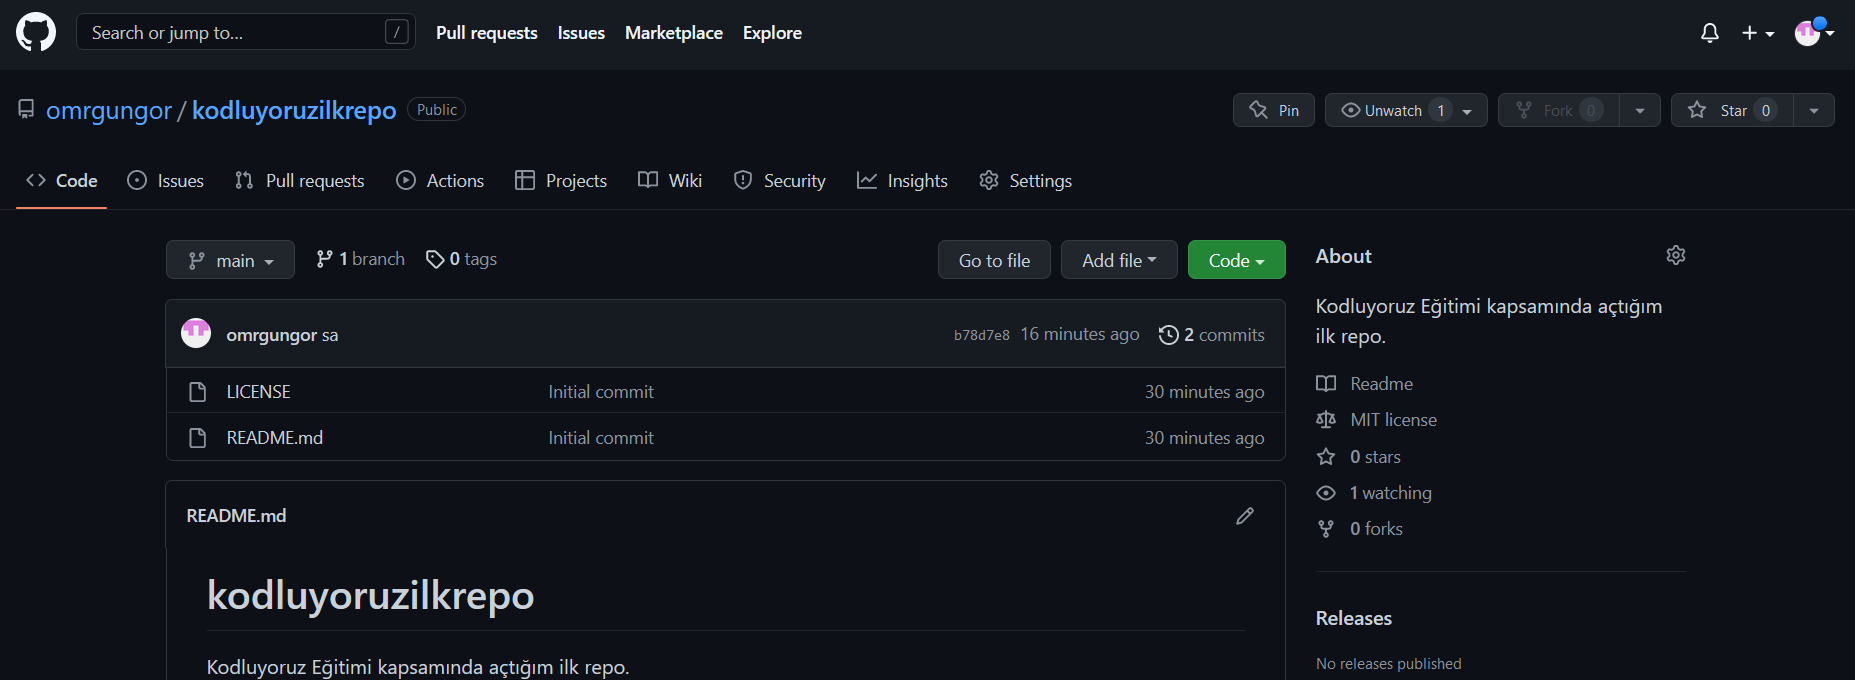 Search or jump to... /
Pull requests Issues Marketplace Explore
omrgungor / kodluyoruzilkrepo Public
Pin Unwatch 1 Fork 0 Star 0
Code Issues Pull requests Actions Projects Wiki Security Insights Settings
main 1 branch 0 tags
Go to file Add file Code
omrgungor sa b78d7e8 16 minutes ago 2 commits
LICENSE Initial commit 30 minutes ago
README.md Initial commit 30 minutes ago
README.md
kodluyoruzilkrepo
Kodluyoruz Eğitimi kapsamında açtığım ilk repo.
About
Kodluyoruz Eğitimi kapsamında açtığım
ilk repo.
Readme
MIT license
0 stars
1 watching
0 forks
Releases
No releases published